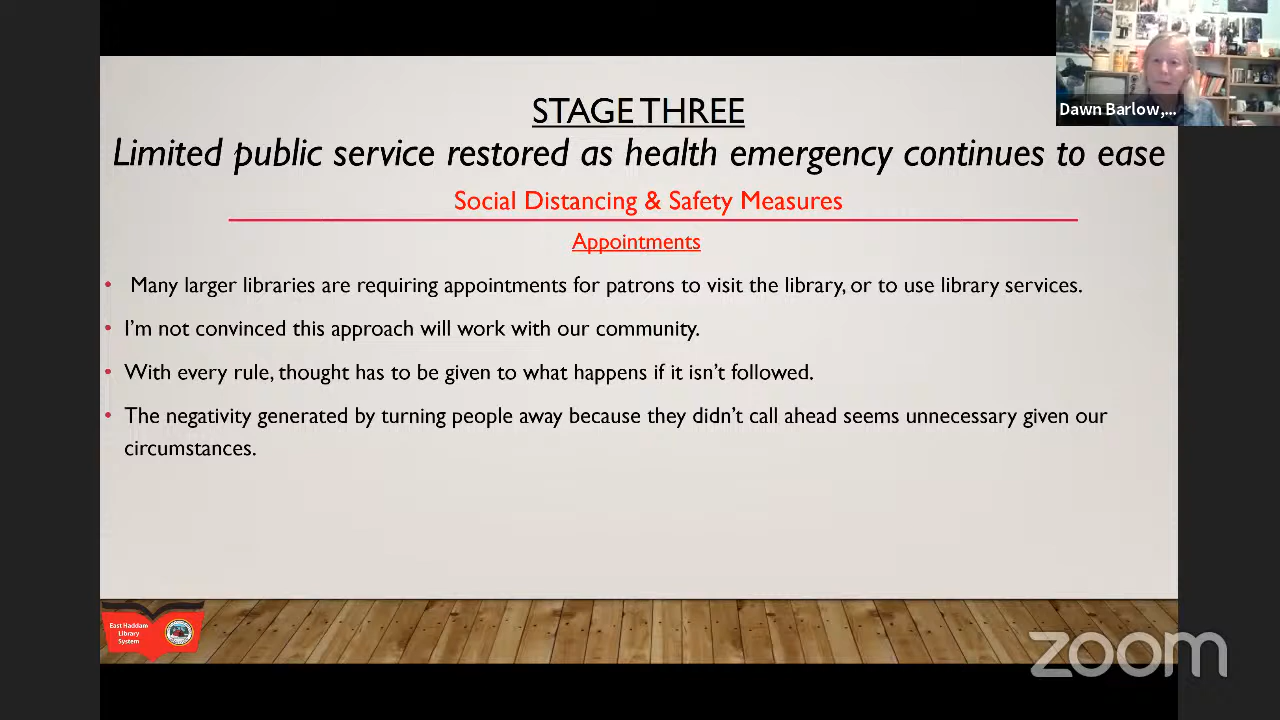 STAGE THREE
Limited public service restored as health emergency continues to ease
Social Distancing & Safety Measures
Appointments
• Many larger libraries are requiring appointments for patrons to visit the library, or to use library services.
• I'm not convinced this approach will work with our community.
• With every rule, thought has to be given to what happens if it isn't followed.
• The negativity generated by turning people away because they didn't call ahead seems unnecessary given our
circumstances.
Dawn Barlow,...
East Haddam
Library
System
zoom